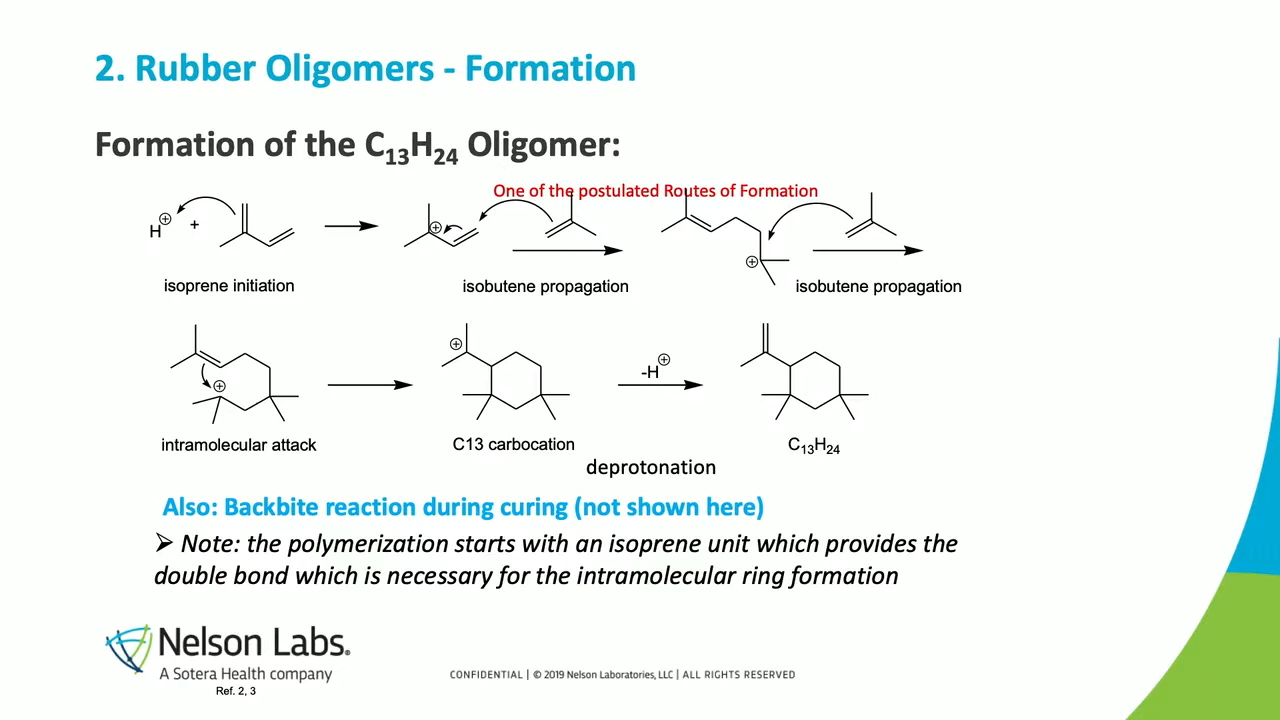 2. Rubber Oligomers - Formation
Formation of the C₁₃H₂₄ Oligomer:
One of the postulated Routes of Formation
H⊕ +
⊕
⊕
isoprene initiation
isobutene propagation
isobutene propagation
⊕
⊕
-H⊕
intramolecular attack
C13 carbocation
C₁₃H₂₄
deprotonation
Also: Backbite reaction during curing (not shown here)
➢ Note: the polymerization starts with an isoprene unit which provides the
double bond which is necessary for the intramolecular ring formation
Nelson Labs®
A Sotera Health company
Ref. 2, 3
CONFIDENTIAL | © 2019 Nelson Laboratories, LLC | ALL RIGHTS RESERVED